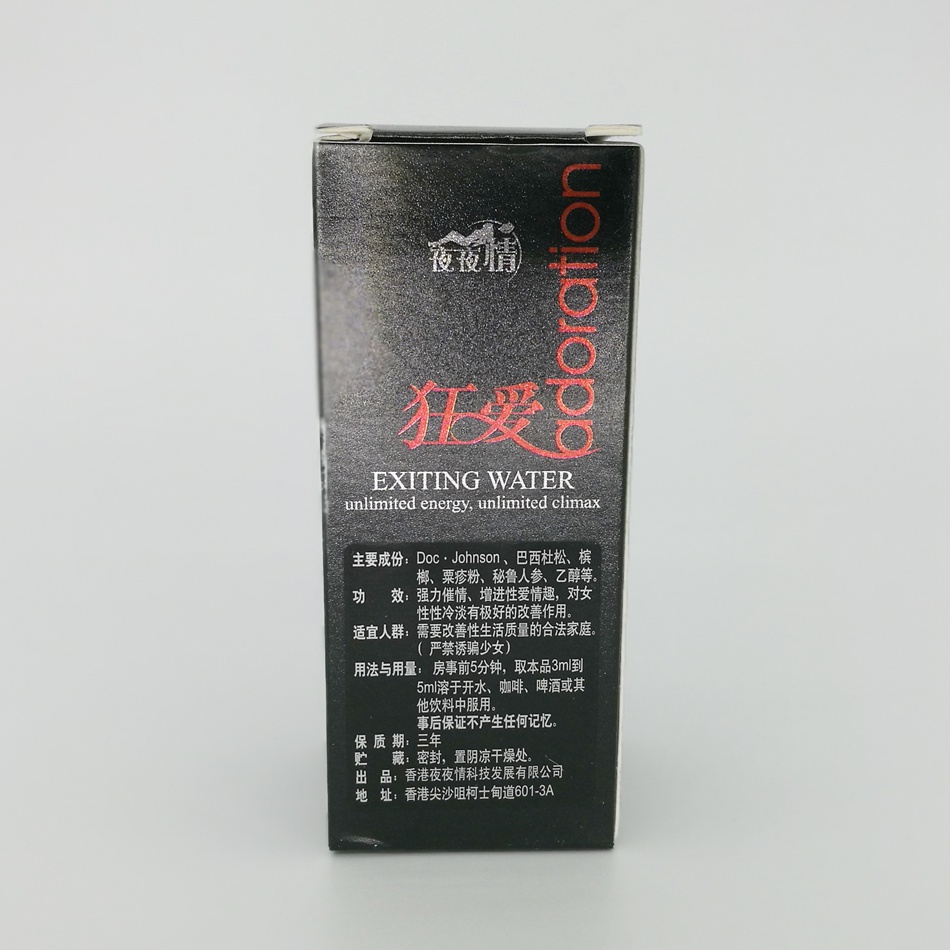 夜夜情
adoration
狂爱
EXITING WATER
unlimited energy, unlimited climax
主要成份：Doc·Johnson、巴西杜松、槟
榔、粟疹粉、秘鲁人参、乙醇等。
功　　效：强力催情、增进性爱情趣，对女
性性冷淡有极好的改善作用。
适宜人群：需要改善性生活质量的合法家庭。
（严禁诱骗少女）
用法与用量：房事前5分钟，取本品3ml到
5ml溶于开水、咖啡、啤酒或其
他饮料中服用。
事后保证不产生任何记忆。
保 质 期：三年
贮　　藏：密封，置阴凉干燥处。
出　　品：香港夜夜情科技发展有限公司
地　　址：香港尖沙咀柯士甸道601-3A